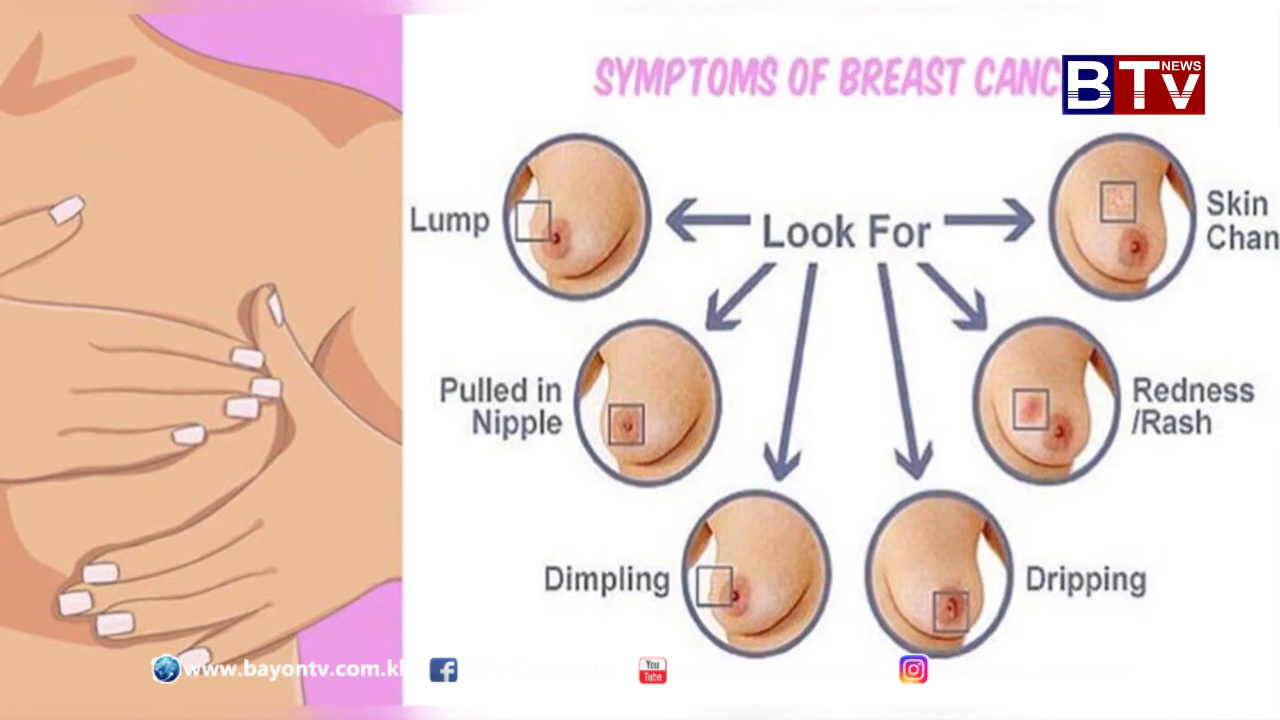 SYMPTOMS OF BREAST CANC
BTV NEWS
Lump
Look For
Skin
Chan
Pulled in
Nipple
Redness
/Rash
Dimpling
Dripping
www.bayontv.com.kh
You
Tube